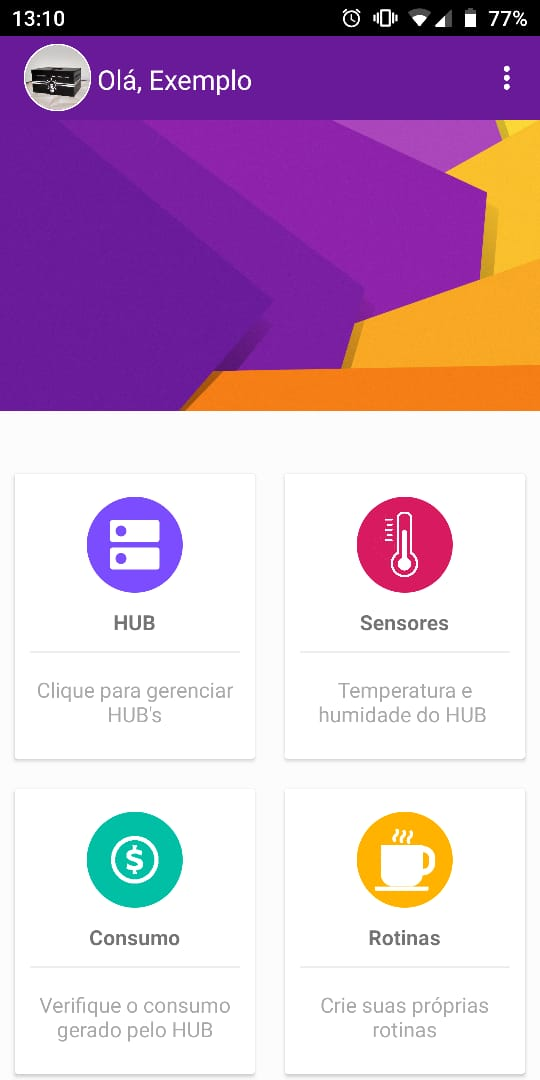 13:10
77%
Olá, Exemplo
HUB
Clique para gerenciar
HUB's
Sensores
Temperatura e
humidade do HUB
Consumo
Verifique o consumo
gerado pelo HUB
Rotinas
Crie suas próprias
rotinas